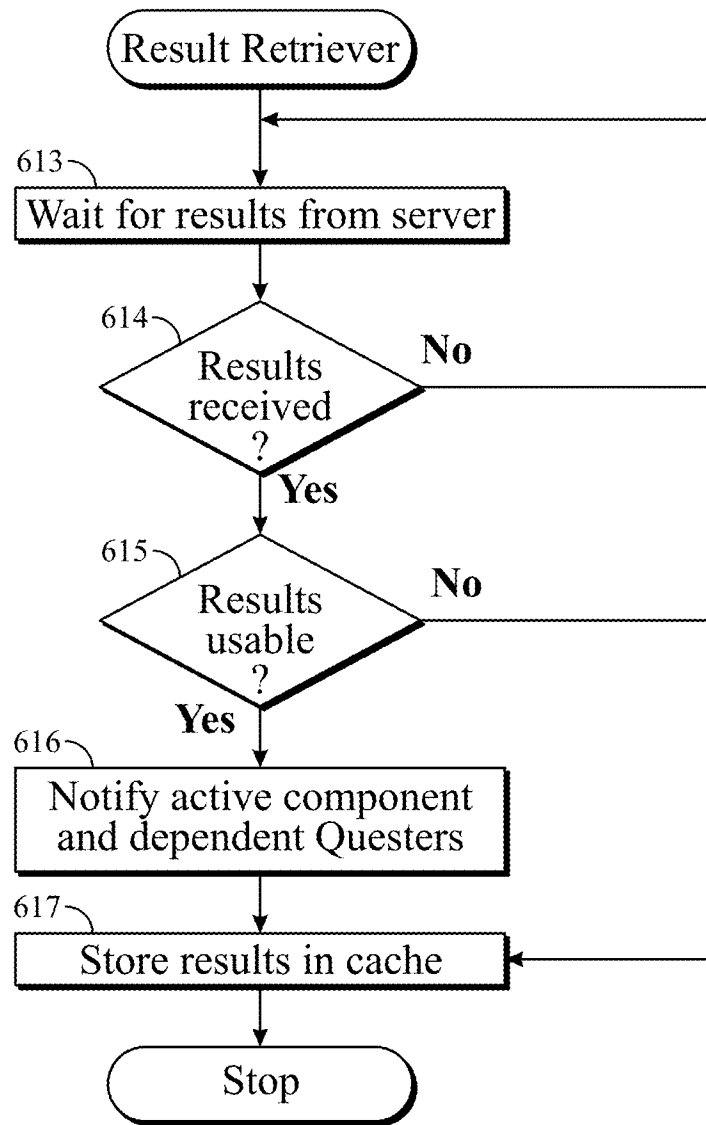 Result Retriever
613
Wait for results from server
614
Results
received
?
No
Yes
615
Results
usable
?
No
Yes
616
Notify active component
and dependent Questers
617
Store results in cache
Stop